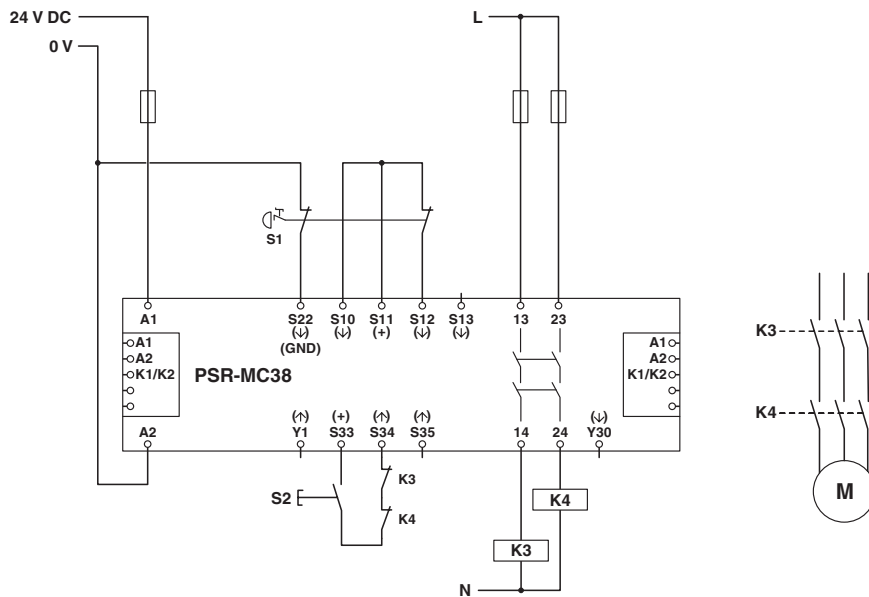 24 V DC
L
0 V
S1
A1 S22 S10 S11 S12 S13 13 23
(↓) (↓) (+) (↓) (↓)
(GND)
A1
A2
K1/K2
PSR-MC38
A1
A2
K1/K2
(↑) (+) (↑) (↑) (↓)
A2 Y1 S33 S34 S35 14 24 Y30
K3
K4
S2
K3
K4
K4
K3
N
M